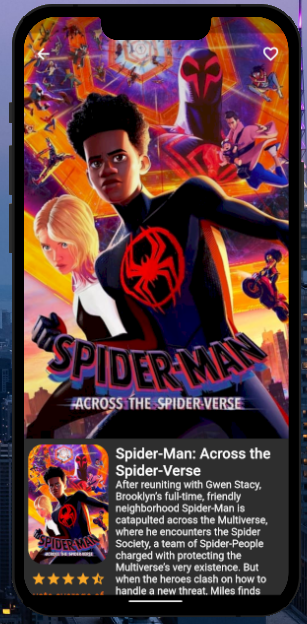 SPIDER-MAN
ACROSS THE SPIDER-VERSE
Spider-Man: Across the
Spider-Verse
After reuniting with Gwen Stacy,
Brooklyn's full-time, friendly
neighborhood Spider-Man is
catapulted across the Multiverse,
where he encounters the Spider
Society, a team of Spider-People
charged with protecting the
Multiverse's very existence. But
when the heroes clash on how to
handle a new threat, Miles finds
SPIDER-MAN